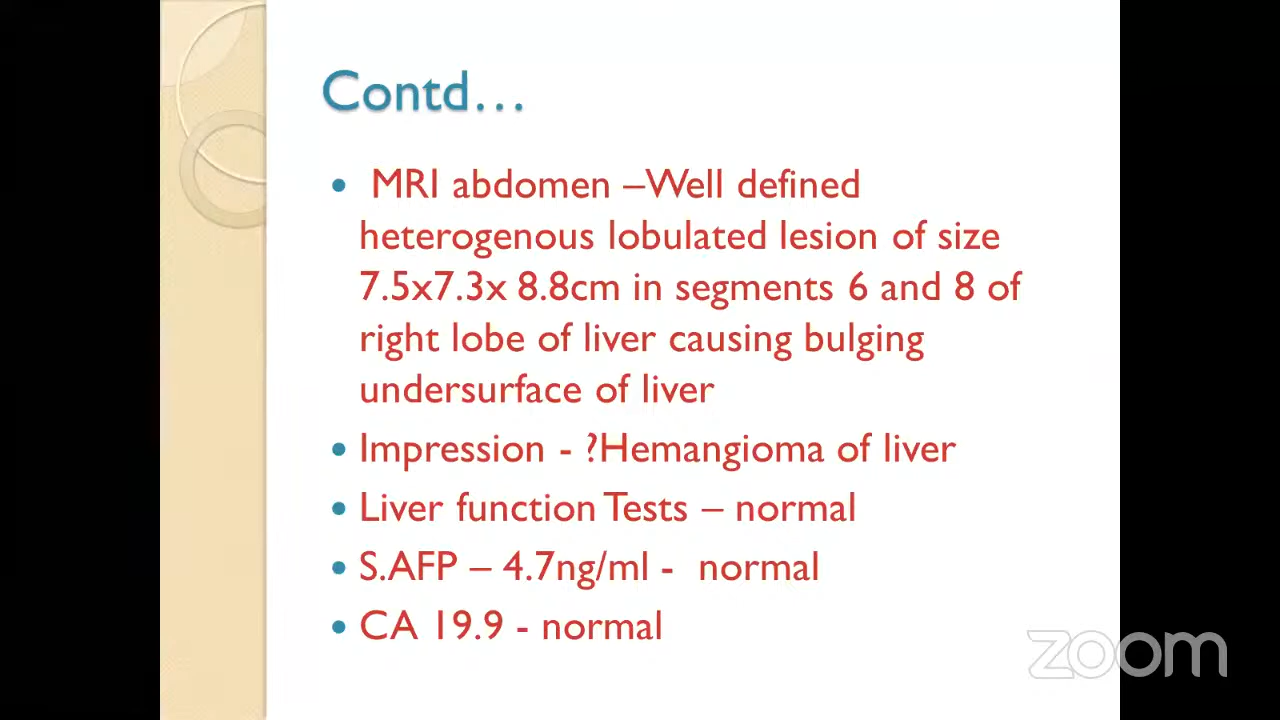 Contd...
• MRI abdomen –Well defined
heterogenous lobulated lesion of size
7.5x7.3x 8.8cm in segments 6 and 8 of
right lobe of liver causing bulging
undersurface of liver
• Impression - ?Hemangioma of liver
• Liver function Tests – normal
• S.AFP – 4.7ng/ml - normal
• CA 19.9 - normal
zoom